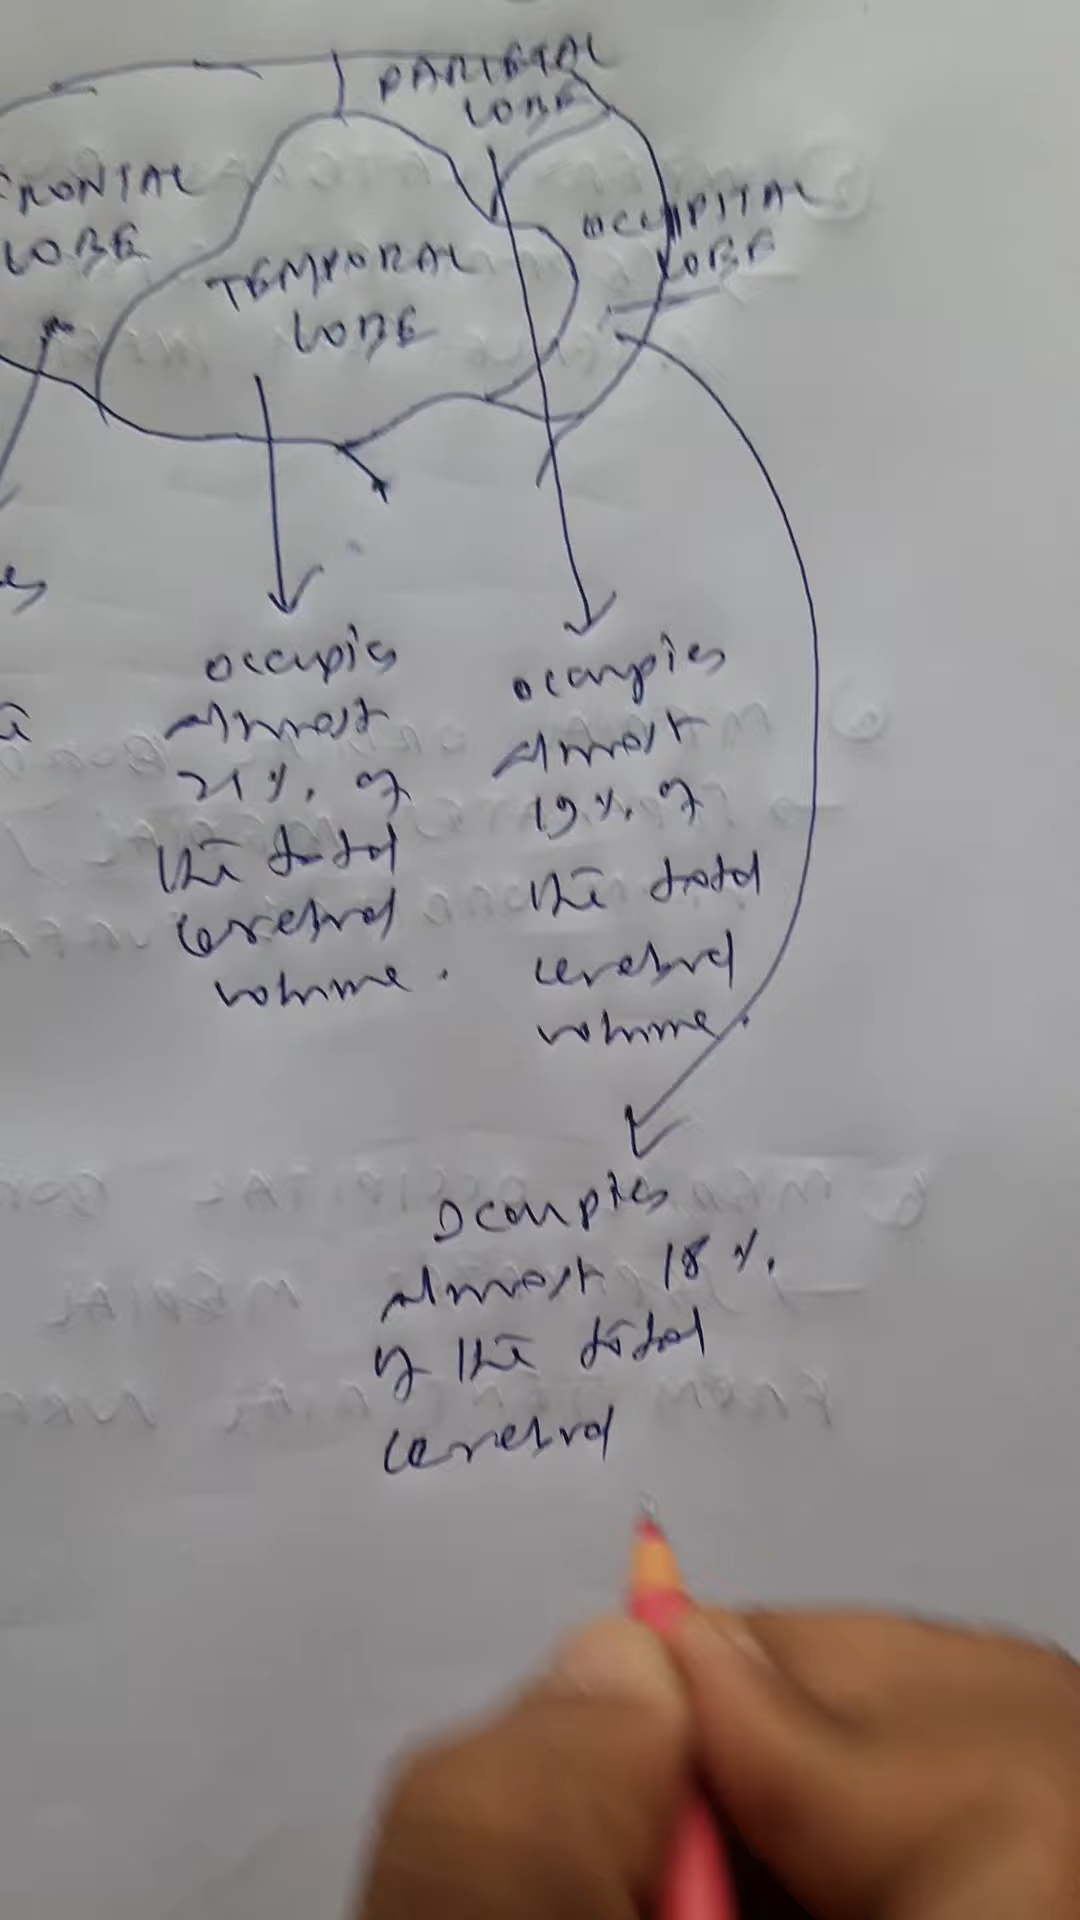 PARIETAL
LOBE
FRONTAL
LOBE
OCCIPITAL
LOBE
TEMPORAL
LOBE
occupies
almost
21%. of
the total
cerebral
volume.
occupies
almost
19%. of
the total
cerebral
volume.
Occupies
almost 18%.
of the total
cerebral